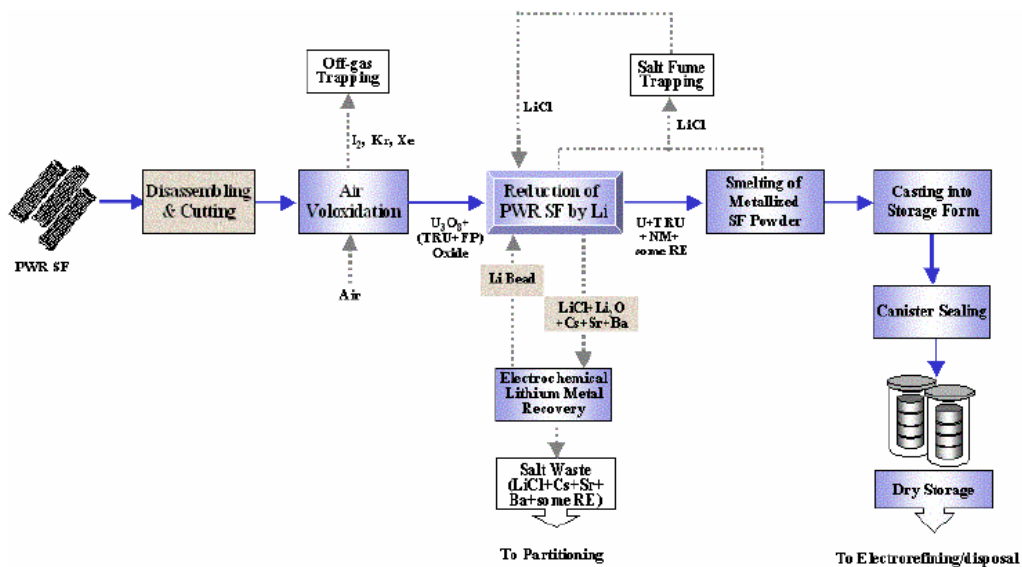 Off-gas
Trapping
Salt Fume
Trapping
LiCl
LiCl
I2, Kr, Xe
PWR SF
Disassembling
& Cutting
Air
Voloxidation
Air
U3O8+
(TRU+FP)
Oxide
Reduction of
PWR SF by Li
U+TRU
+ NM+
some RE
Smelting of
Metallized
SF Powder
Casting into
Storage Form
Li Bead
LiCl+Li2O
+Cs+Sr+Ba
Canister Sealing
Electrochemical
Lithium Metal
Recovery
Salt Waste
(LiCl+Cs+Sr+
Ba+some RE)
Dry Storage
To Partitioning
To Electrorefining/disposal